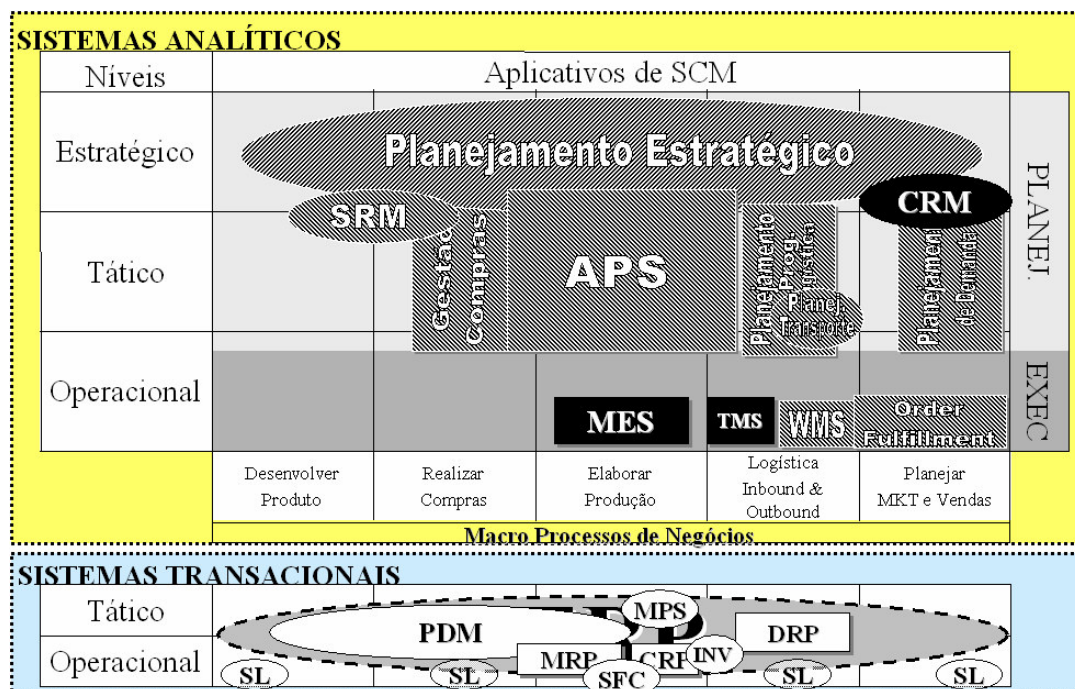 SISTEMAS ANALÍTICOS
Níveis
Aplicativos de SCM
Estratégico
Planejamento Estratégico
PLANEJ.
SRM
CRM
Tático
Gestão
Compras
APS
Planejamento
Prog.
Logística
Planej.
Transporte
Planejamen
de Demanda
Operacional
EXEC
MES
TMS
WMS
Order
Fulfillment
Desenvolver
Produto
Realizar
Compras
Elaborar
Produção
Logística
Inbound &
Outbound
Planejar
MKT e Vendas
Macro Processos de Negócios
SISTEMAS TRANSACIONAIS
Tático
MPS
PDM
DRP
Operacional
MRP
CRP
INV
SL
SL
SFC
SL
SL